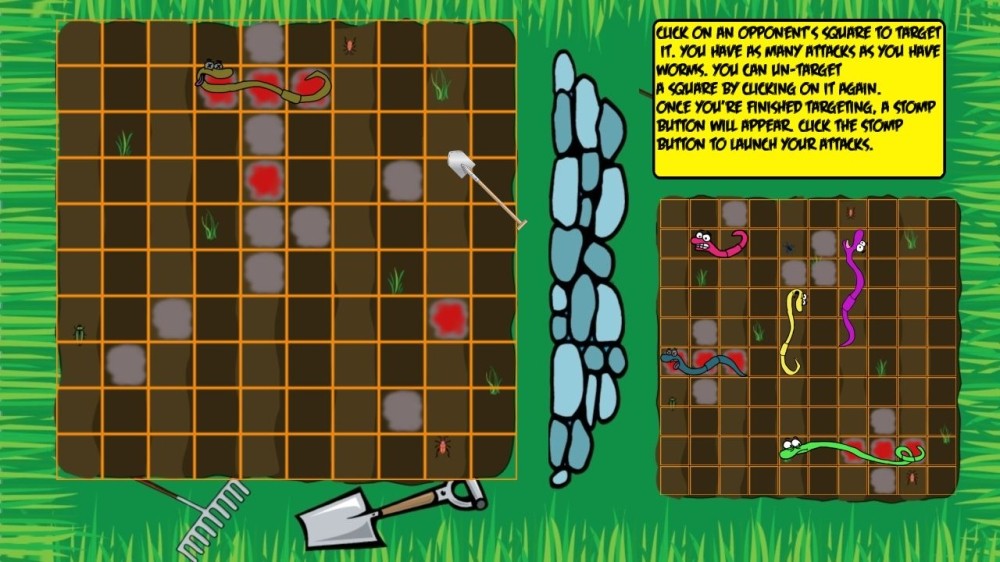 CLICK ON AN OPPONENT'S SQUARE TO TARGET
IT. YOU HAVE AS MANY ATTACKS AS YOU HAVE
WORMS. YOU CAN UN-TARGET
A SQUARE BY CLICKING ON IT AGAIN.
ONCE YOU'RE FINISHED TARGETING, A STOMP
BUTTON WILL APPEAR. CLICK THE STOMP
BUTTON TO LAUNCH YOUR ATTACKS.